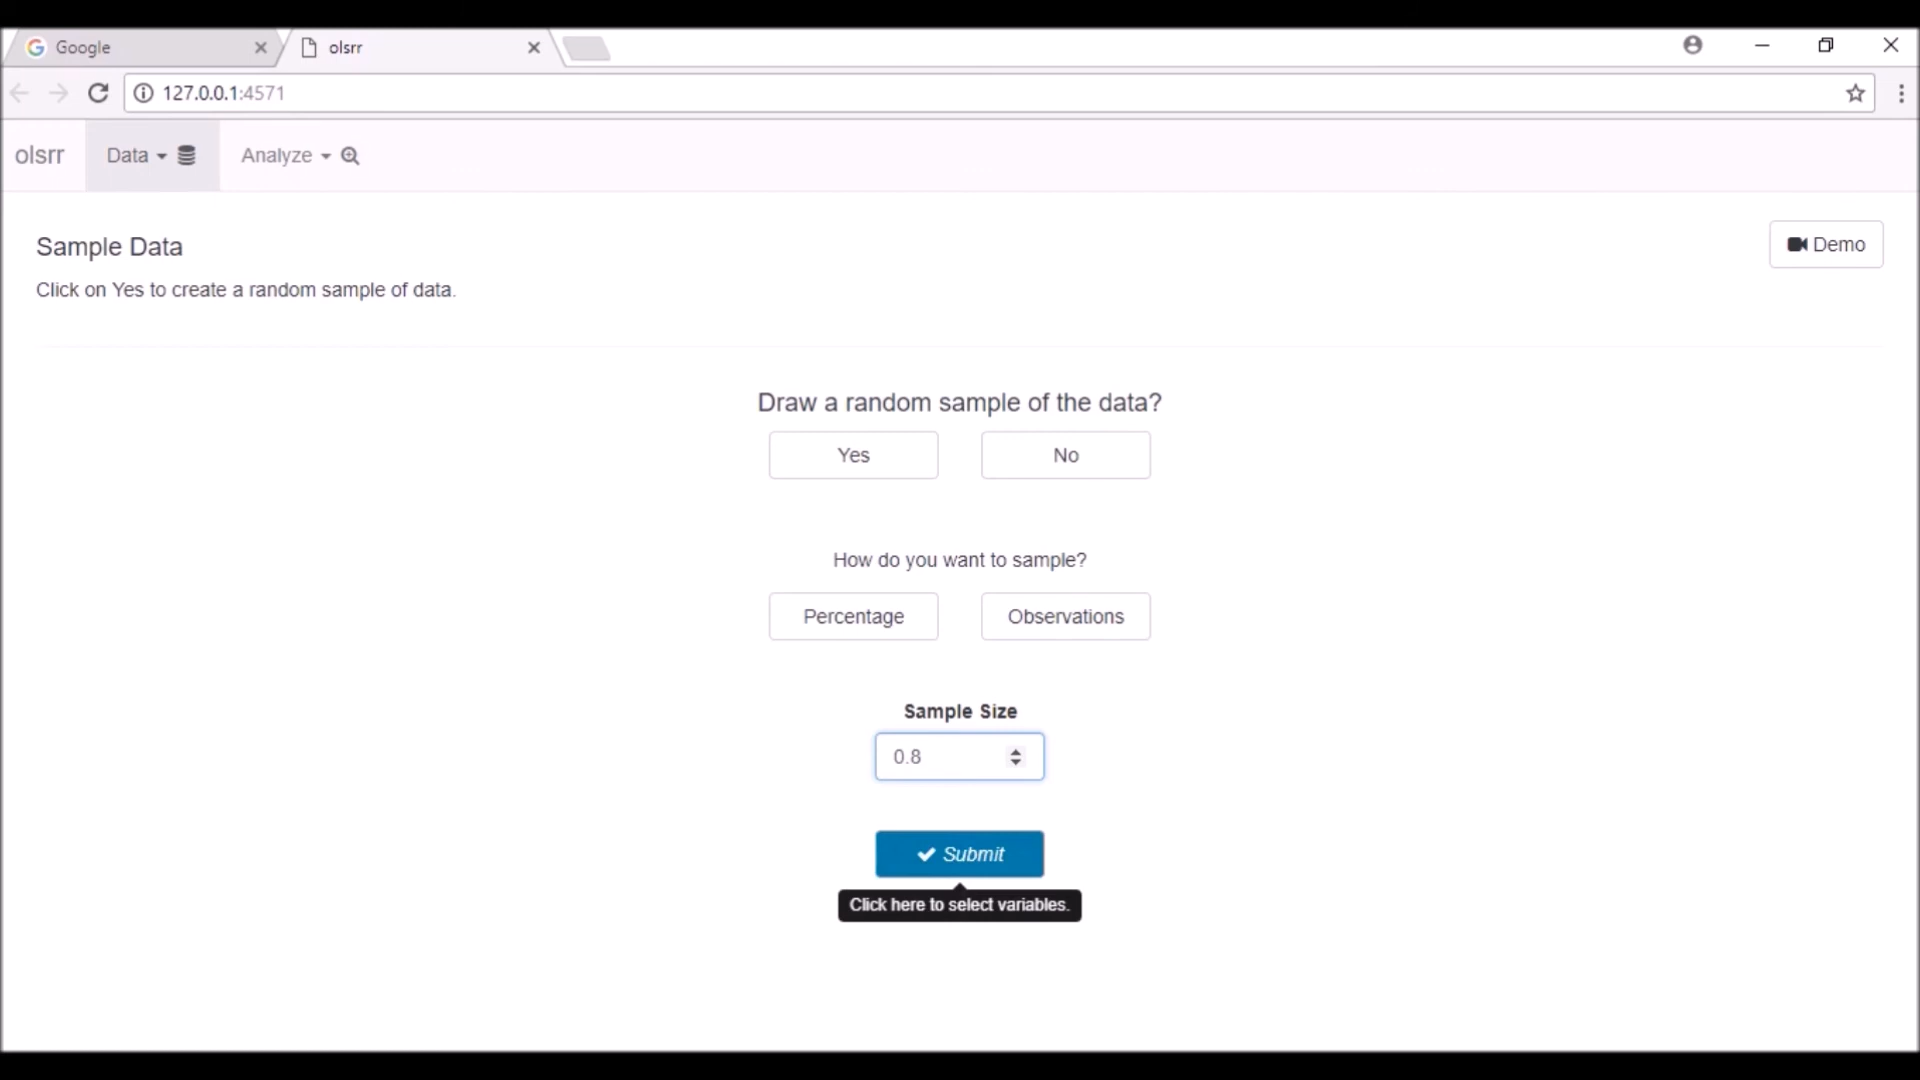 Google
olsrr
127.0.0.1:4571
olsrr
Data
Analyze
Sample Data
Demo
Click on Yes to create a random sample of data.
Draw a random sample of the data?
Yes
No
How do you want to sample?
Percentage
Observations
Sample Size
0.8
Submit
Click here to select variables.